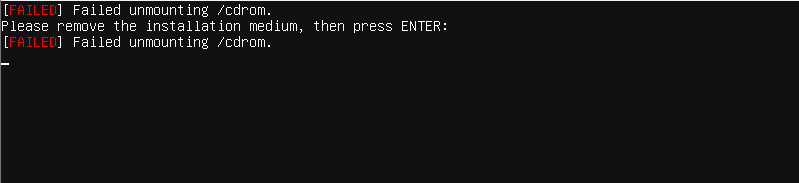 [FAILED] Failed unmounting /cdrom.
Please remove the installation medium, then press ENTER:
[FAILED] Failed unmounting /cdrom.